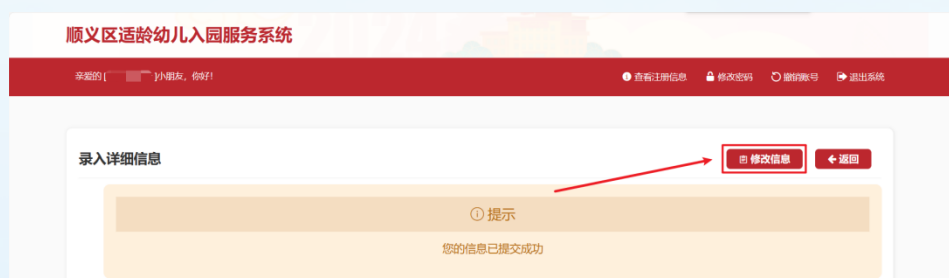 顺义区适龄幼儿入园服务系统
亲爱的 [ ]小朋友，你好!
查看注册信息 修改密码 撤销账号 退出系统
录入详细信息
修改信息 返回
提示
您的信息已提交成功